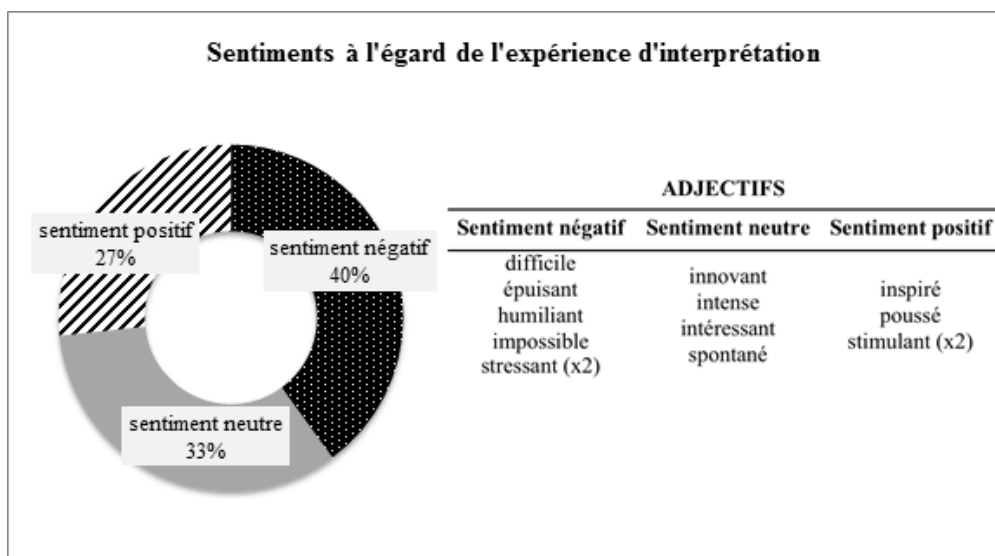 Sentiments à l'égard de l'expérience d'interprétation
sentiment positif
27%
sentiment négatif
40%
sentiment neutre
33%
ADJECTIFS
Sentiment négatif Sentiment neutre Sentiment positif
difficile
épuisant
humiliant
impossible
stressant (x2)
innovant
intense
intéressant
spontané
inspiré
poussé
stimulant (x2)